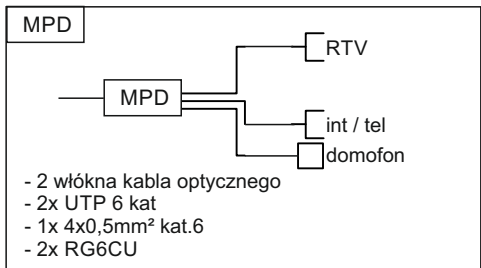 MPD
RTV
MPD
int / tel
domofon
- 2 włókna kabla optycznego
- 2x UTP 6 kat
- 1x 4x0,5mm² kat.6
- 2x RG6CU